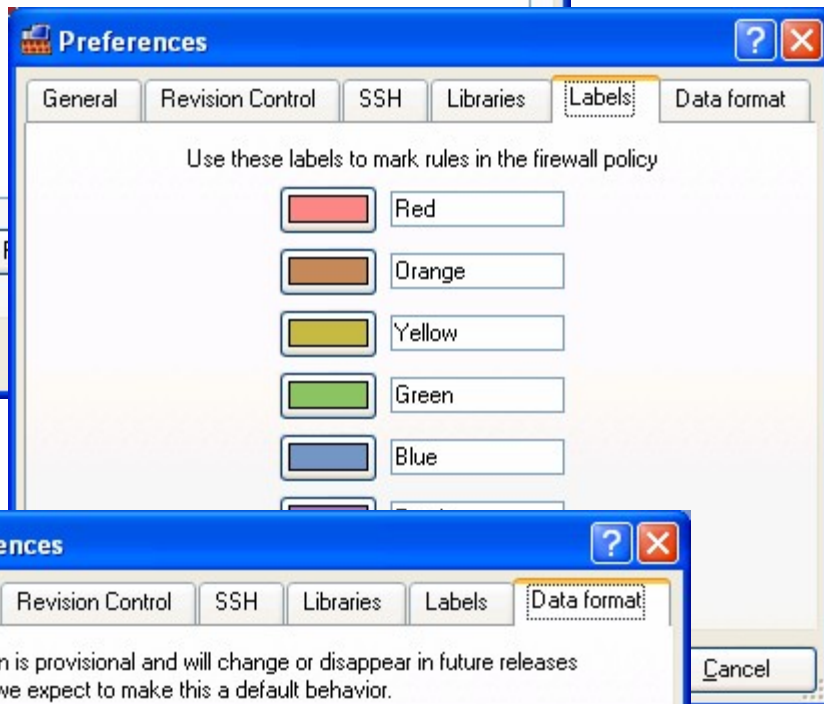 Preferences
General Revision Control SSH Libraries Labels Data format
Use these labels to mark rules in the firewall policy
Red
Orange
Yellow
Green
Blue
ences
Revision Control SSH Libraries Labels Data format
n is provisional and will change or disappear in future releases
we expect to make this a default behavior.
Cancel